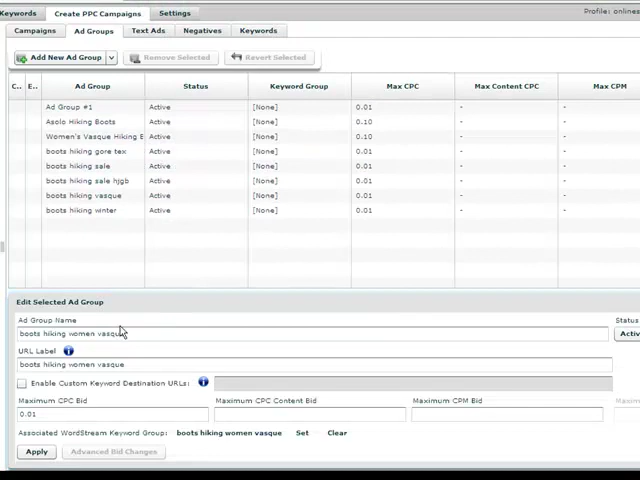 Keywords Create PPC Campaigns Settings Profile: onlines
Campaigns Ad Groups Text Ads Negatives Keywords
Add New Ad Group Remove Selected Revert Selected
C.. E.. Ad Group Status Keyword Group Max CPC Max Content CPC Max CPM
Ad Group #1 Active [None] 0.01 - -
Asolo Hiking Boots Active [None] 0.10 - -
Women's Vasque Hiking B Active [None] 0.10 - -
boots hiking gore tex Active [None] 0.01 - -
boots hiking sale Active [None] 0.01 - -
boots hiking sale hjgb Active [None] 0.01 - -
boots hiking vasque Active [None] 0.01 - -
boots hiking winter Active [None] 0.01 - -
Edit Selected Ad Group
Ad Group Name Status
boots hiking women vasque Activ
URL Label
boots hiking women vasque
Enable Custom Keyword Destination URLs:
Maximum CPC Bid Maximum CPC Content Bid Maximum CPM Bid Maximu
0.01
Associated WordStream Keyword Group: boots hiking women vasque Set Clear
Apply Advanced Bid Changes